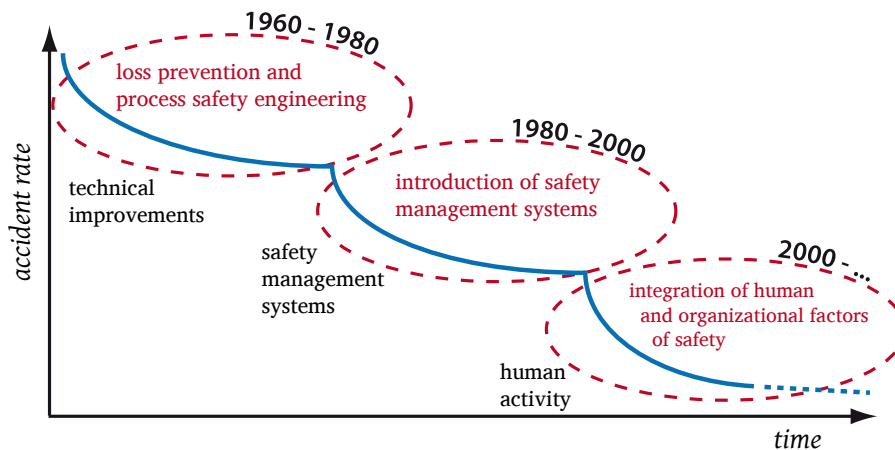 1960 - 1980
loss prevention and
process safety engineering
1980 - 2000
technical
improvements
introduction of safety
management systems
accident rate
safety
management
systems
2000 - ...
integration of human
and organizational factors
of safety
human
activity
time